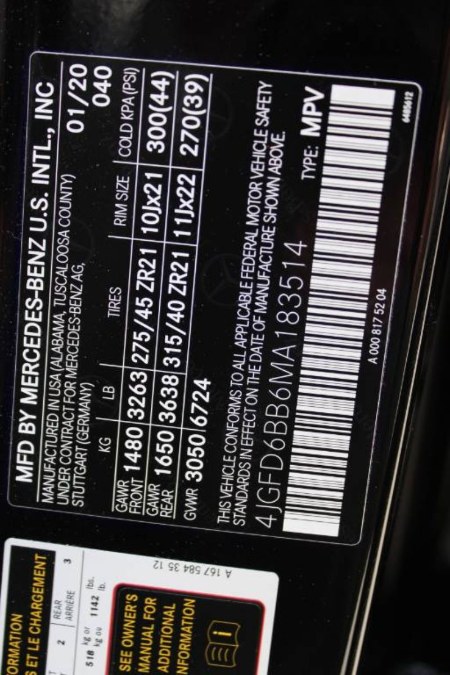 MFD BY MERCEDES-BENZ U.S. INTL., INC
MANUFACTURED IN USA (ALABAMA, TUSCALOOSA COUNTY) 01/20
UNDER CONTRACT FOR MERCEDES-BENZ AG,
STUTTGART (GERMANY) 040
KG LB TIRES RIM SIZE COLD KPA (PSI)
GAWR FRONT 1480 3263 275/45 ZR21 10Jx21 300(44)
GAWR REAR 1650 3638 315/40 ZR21 11Jx22 270(39)
GVWR 3050 6724
THIS VEHICLE CONFORMS TO ALL APPLICABLE FEDERAL MOTOR VEHICLE SAFETY
STANDARDS IN EFFECT ON THE DATE OF MANUFACTURE SHOWN ABOVE.
4JGFD6BB6MA183514 TYPE: MPV
A 000 817 52 04
6485612
A 167 584 35 12
ORMATION
S ET LE CHARGEMENT
2 REAR ARRIÈRE 3
518 kg or kg ou 1142 lbs. lb.
SEE OWNER'S
MANUAL FOR
ADDITIONAL
INFORMATION